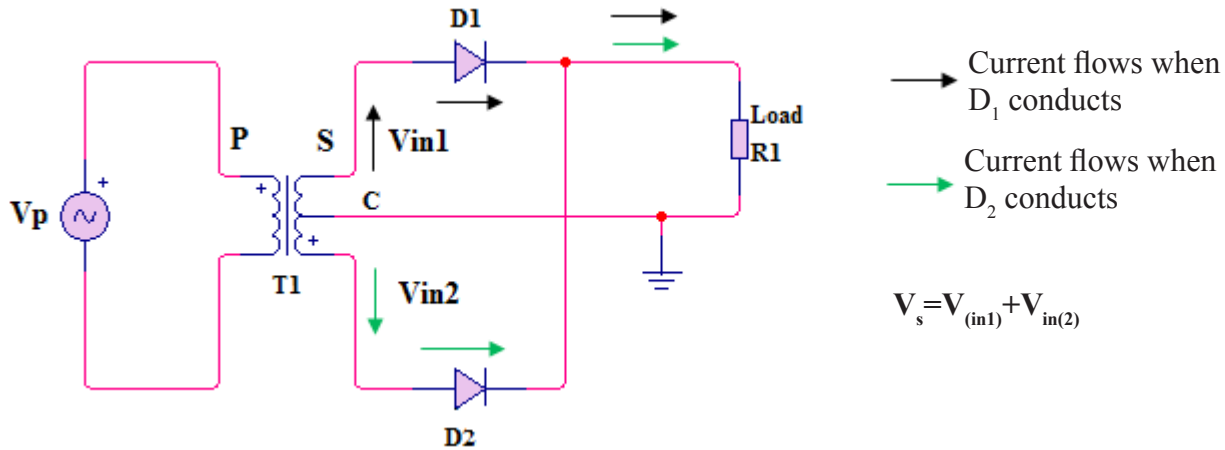 D1
Current flows when
D₁ conducts
P
S
Vin1
Load
R1
+
+
Vp
C
Current flows when
D₂ conducts
+
T1
Vin2
Vₛ=V₍ᵢₙ₁₎+Vᵢₙ₍₂₎
D2